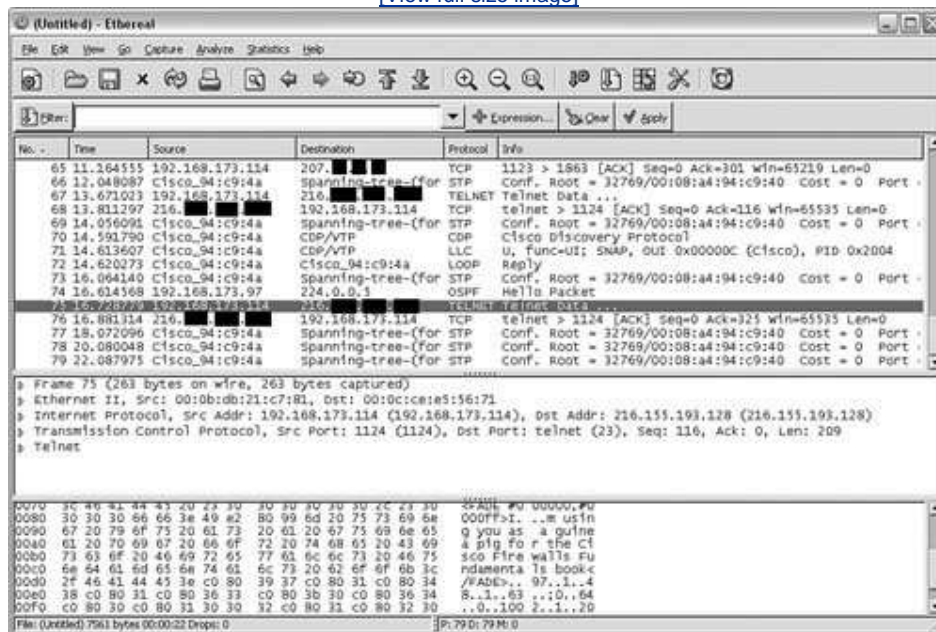 [View full size image]
(Untitled) - Ethereal
File Edit View Go Capture Analyze Statistics Help
Filter: Expression... Clear Apply
No. - Time Source Destination Protocol Info
65 11.164555 192.168.173.114 207. TCP 1123 > 1863 [ACK] Seq=0 Ack=301 Win=65219 Len=0
66 12.048087 Cisco_94:c9:4a Spanning-tree-(for STP Conf. Root = 32769/00:08:a4:94:c9:40 Cost = 0 Port
67 13.671023 192.168.173.114 216. TELNET Telnet Data ...
68 13.811297 216. 192.168.173.114 TCP telnet > 1124 [ACK] Seq=0 Ack=116 Win=65535 Len=0
69 14.056091 Cisco_94:c9:4a Spanning-tree-(for STP Conf. Root = 32769/00:08:a4:94:c9:40 Cost = 0 Port
70 14.591790 Cisco_94:c9:4a CDP/VTP CDP Cisco Discovery Protocol
71 14.613607 Cisco_94:c9:4a CDP/VTP LLC U, func=UI; SNAP, OUI 0x00000C (Cisco), PID 0x2004
72 14.620273 Cisco_94:c9:4a Cisco_94:c9:4a LOOP Reply
73 16.064140 Cisco_94:c9:4a Spanning-tree-(for STP Conf. Root = 32769/00:08:a4:94:c9:40 Cost = 0 Port
74 16.614568 192.168.173.97 224.0.0.5 OSPF Hello Packet
75 16.728779 192.168.173.114 216. TELNET Telnet Data ...
76 16.881314 216. 192.168.173.114 TCP telnet > 1124 [ACK] Seq=0 Ack=325 Win=65535 Len=0
77 18.072096 Cisco_94:c9:4a Spanning-tree-(for STP Conf. Root = 32769/00:08:a4:94:c9:40 Cost = 0 Port
78 20.080048 Cisco_94:c9:4a Spanning-tree-(for STP Conf. Root = 32769/00:08:a4:94:c9:40 Cost = 0 Port
79 22.087975 Cisco_94:c9:4a Spanning-tree-(for STP Conf. Root = 32769/00:08:a4:94:c9:40 Cost = 0 Port
Frame 75 (263 bytes on wire, 263 bytes captured)
Ethernet II, Src: 00:0b:db:21:c7:81, Dst: 00:0c:ce:e5:56:71
Internet Protocol, Src Addr: 192.168.173.114 (192.168.173.114), Dst Addr: 216.155.193.128 (216.155.193.128)
Transmission Control Protocol, Src Port: 1124 (1124), Dst Port: telnet (23), Seq: 116, Ack: 0, Len: 209
Telnet
0070 3c 46 41 44 45 20 23 30 30 30 30 30 30 2c 23 30 <FADE #0 00000,#0
0080 30 30 30 66 66 3e 49 e2 80 99 6d 20 75 73 69 6e 000ff>I. ..m usin
0090 67 20 79 6f 75 20 61 73 20 61 20 67 75 69 6e 65 g you as a guine
00a0 61 20 70 69 67 20 66 6f 72 20 74 68 65 20 43 69 a pig fo r the Ci
00b0 73 63 6f 20 46 69 72 65 77 61 6c 6c 73 20 46 75 sco Fire walls Fu
00c0 6e 64 61 6d 65 6e 74 61 6c 73 20 62 6f 6f 6b 3c ndamenta ls book<
00d0 2f 46 41 44 45 3e c0 80 39 37 c0 80 31 c0 80 34 /FADE>.. 97..1..4
00e0 38 c0 80 31 c0 80 36 33 c0 80 3b 30 c0 80 36 34 8..1..63 ..;0..64
00f0 c0 80 30 c0 80 31 30 30 32 c0 80 31 c0 80 32 30 ..0..100 2..1..20
File: (Untitled) 7561 bytes 00:00:22 Drops: 0 P: 79 D: 79 M: 0